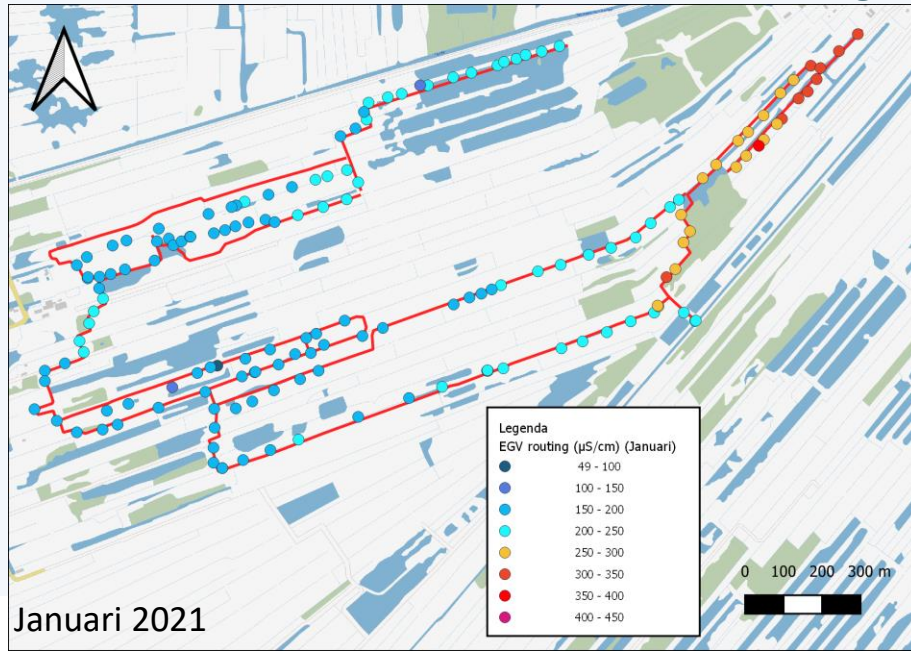 Legenda
EGV routing (µS/cm) (Januari)
49 - 100
100 - 150
150 - 200
200 - 250
250 - 300
300 - 350
350 - 400
400 - 450
0 100 200 300 m
Januari 2021